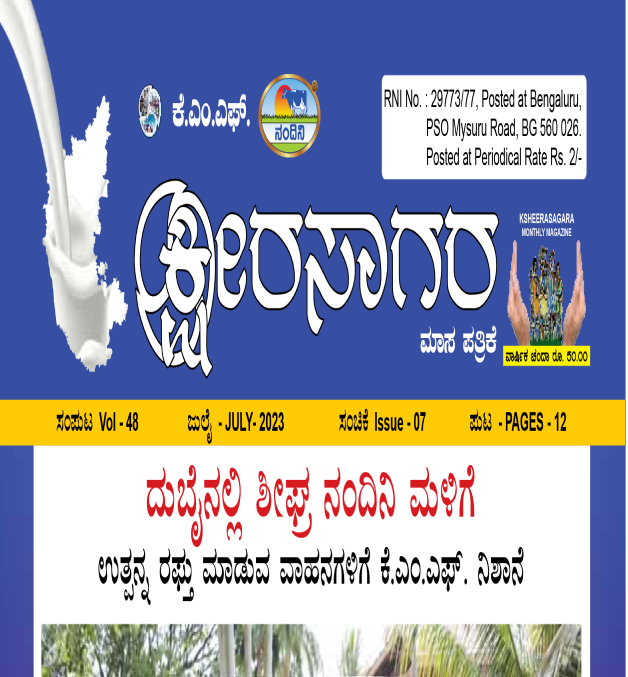 ಕೆ.ಎಂ.ಎಫ್.
ನಂದಿನಿ
RNI No. : 29773/77, Posted at Bengaluru,
PSO Mysuru Road, BG 560 026.
Posted at Periodical Rate Rs. 2/-
ಕ್ಷೀರಸಾಗರ
KSHEERASAGARA
MONTHLY MAGAZINE
ಮಾಸ ಪತ್ರಿಕೆ
ವಾರ್ಷಿಕ ಚಂದಾ ರೂ. 50.00
ಸಂಪುಟ Vol - 48 ಜುಲೈ - JULY- 2023 ಸಂಚಿಕೆ Issue - 07 ಪುಟ - PAGES - 12
ದುಬೈನಲ್ಲಿ ಶೀಘ್ರ ನಂದಿನಿ ಮಳಿಗೆ
ಉತ್ಪನ್ನ ರಫ್ತು ಮಾಡುವ ವಾಹನಗಳಿಗೆ ಕೆ.ಎಂ.ಎಫ್. ನಿಶಾನೆ